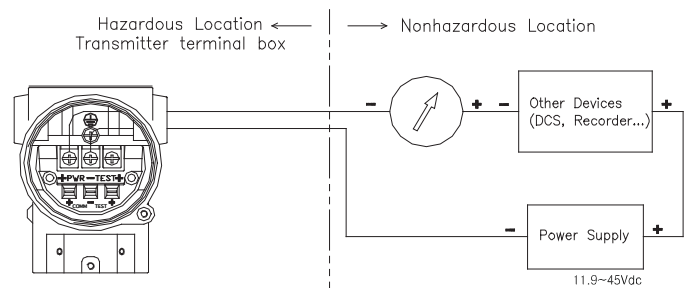 Hazardous Location ← → Nonhazardous Location
Transmitter terminal box
- + - Other Devices +
(DCS, Recorder...)
+PWR-TEST+
+ - +
COMM TEST
- Power Supply +
11.9~45Vdc